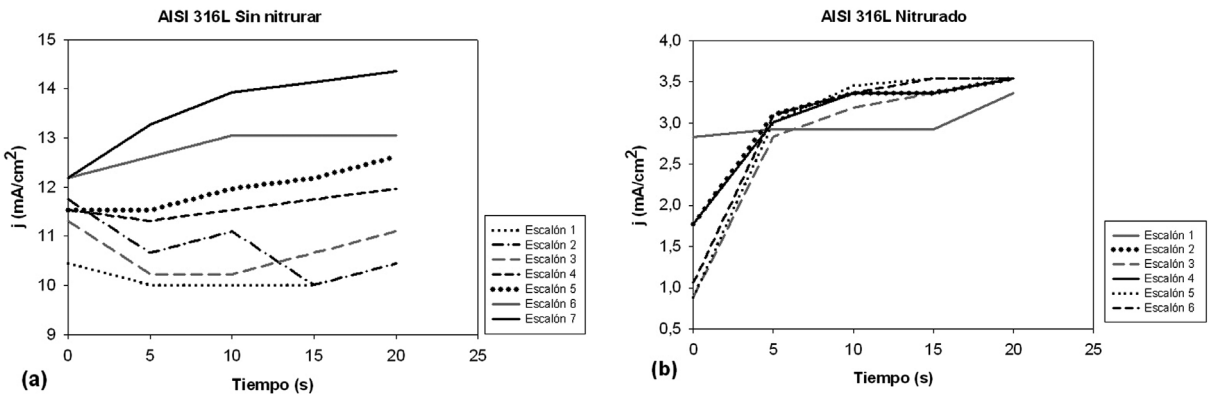 AISI 316L Sin nitrurar
15
14
13
12
11
10
9
j (mA/cm²)
0 5 10 15 20 25
Tiempo (s)
(a)
Escalón 1
Escalón 2
Escalón 3
Escalón 4
Escalón 5
Escalón 6
Escalón 7
AISI 316L Nitrurado
4,0
3,5
3,0
2,5
2,0
1,5
1,0
0,5
j (mA/cm²)
0 5 10 15 20 25
Tiempo (s)
(b)
Escalón 1
Escalón 2
Escalón 3
Escalón 4
Escalón 5
Escalón 6